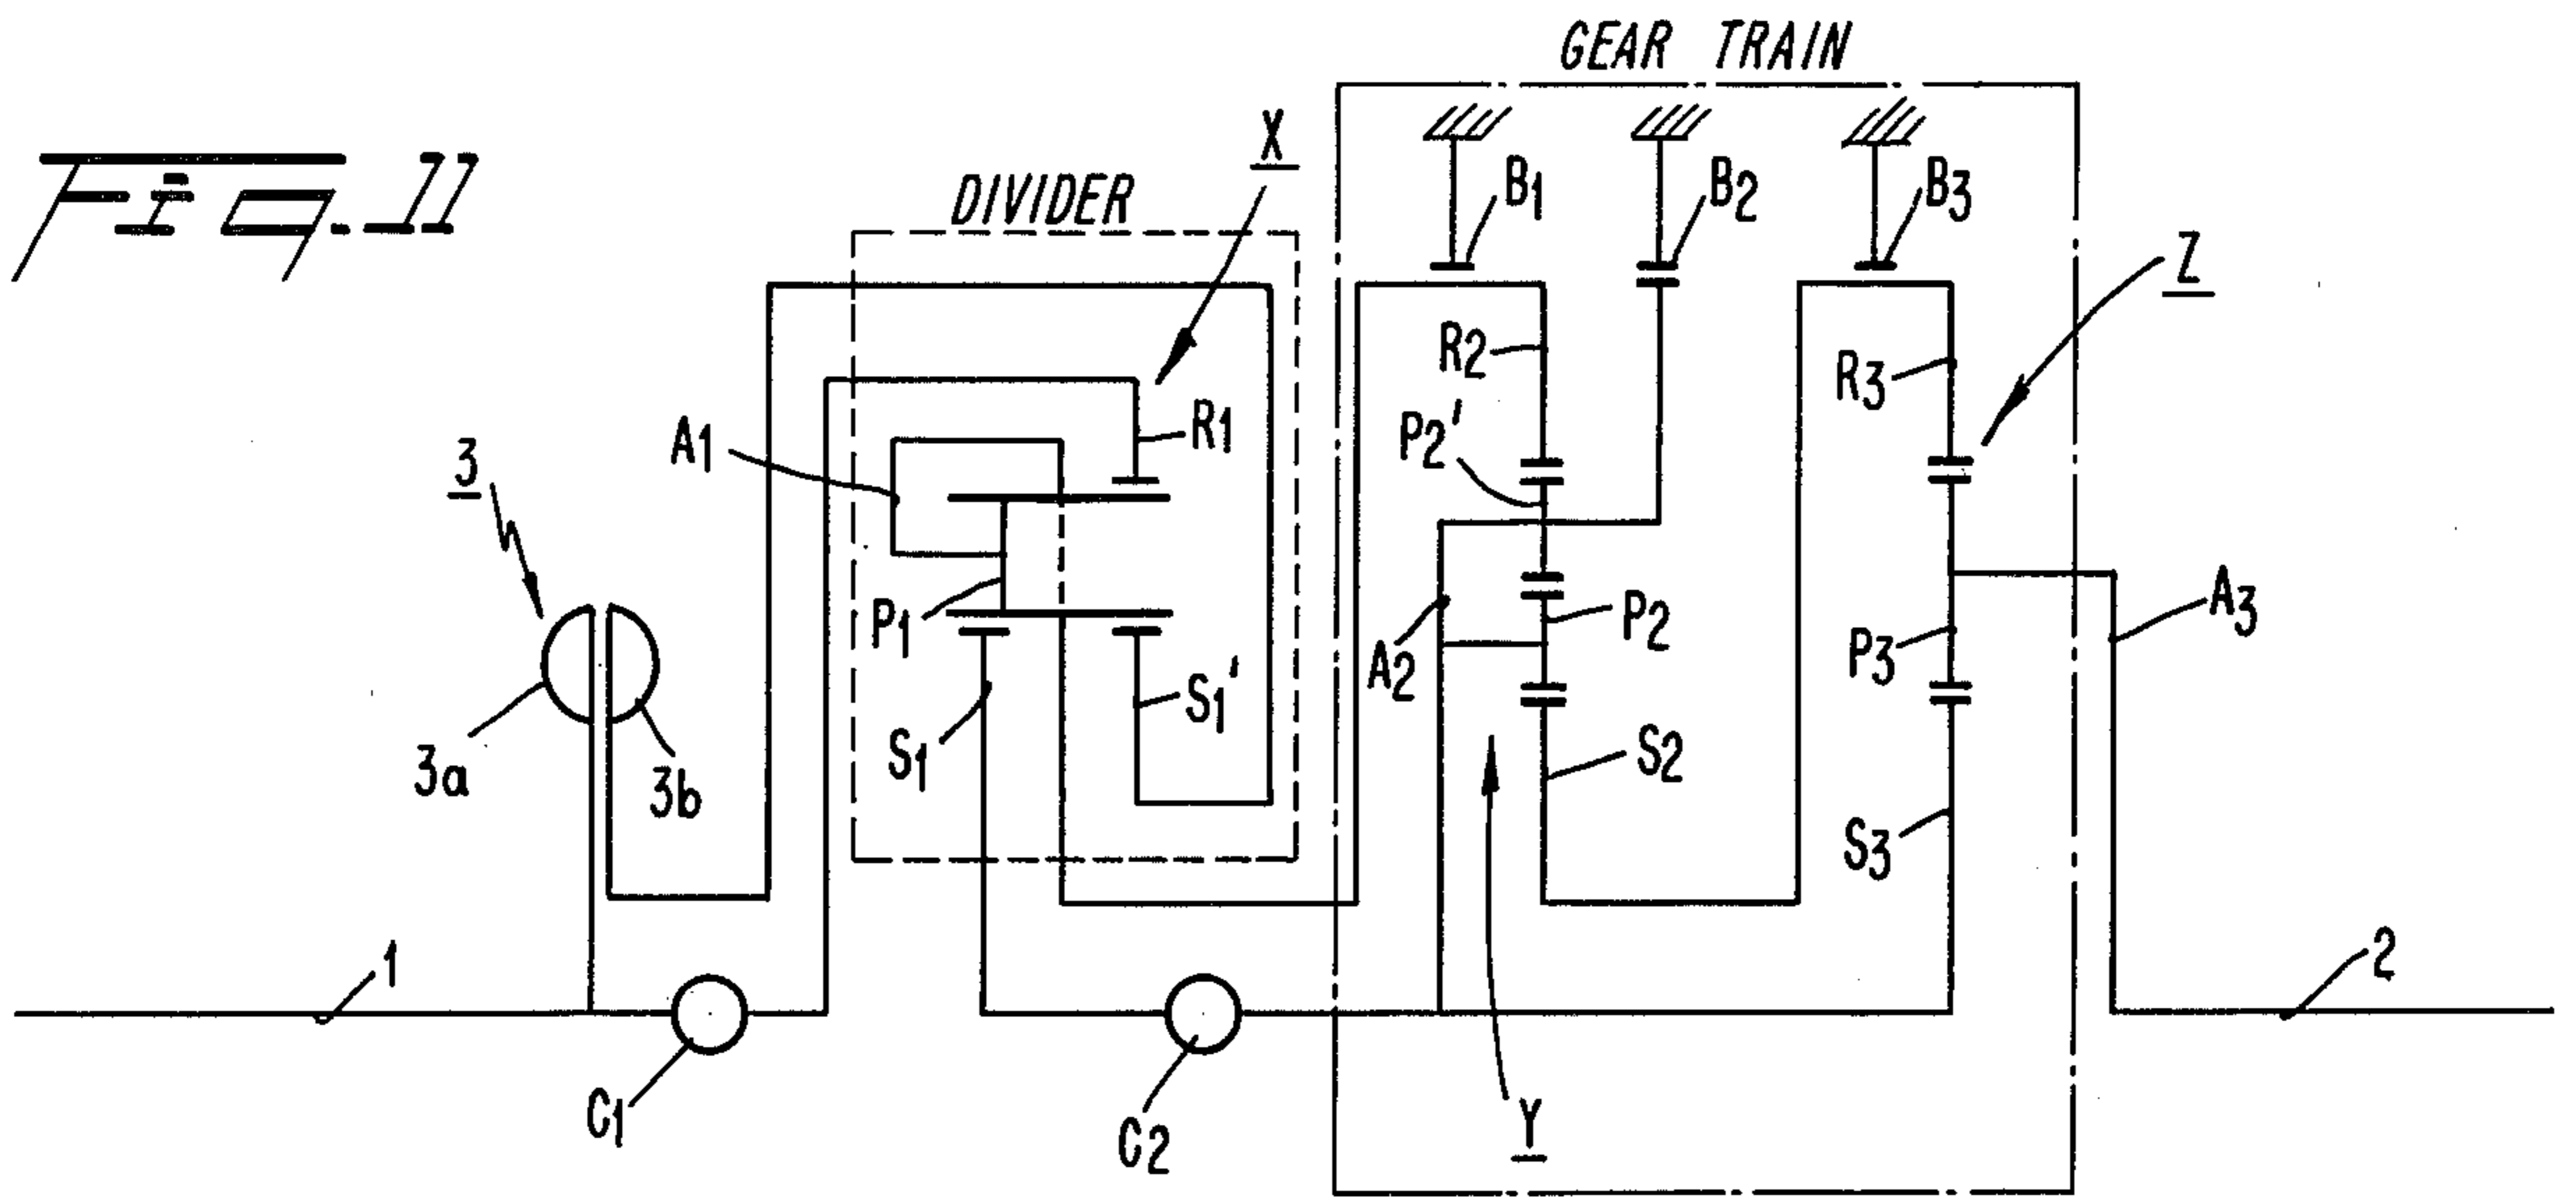 GEAR TRAIN
Fig. 11
DIVIDER
X
B1
B2
B3
Z
R2
R3
A1
R1
P2'
3
P1
P2
A2
P3
A3
S1'
3a
3b
S1
S2
S3
1
2
C1
C2
Y